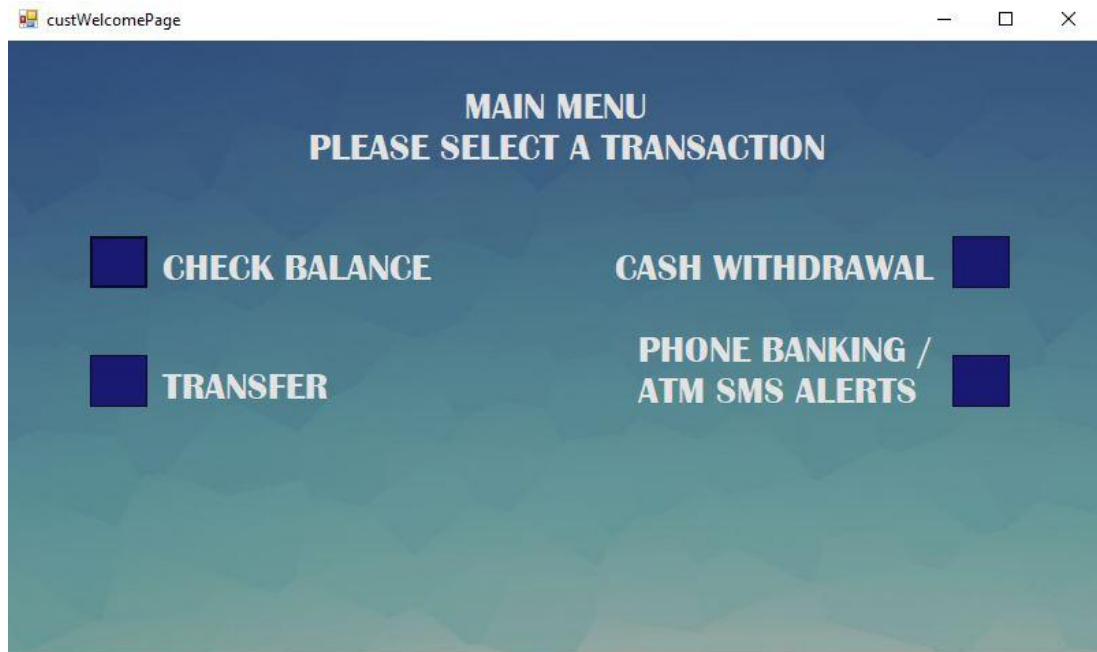 custWelcomePage
MAIN MENU
PLEASE SELECT A TRANSACTION
CHECK BALANCE
CASH WITHDRAWAL
TRANSFER
PHONE BANKING /
ATM SMS ALERTS